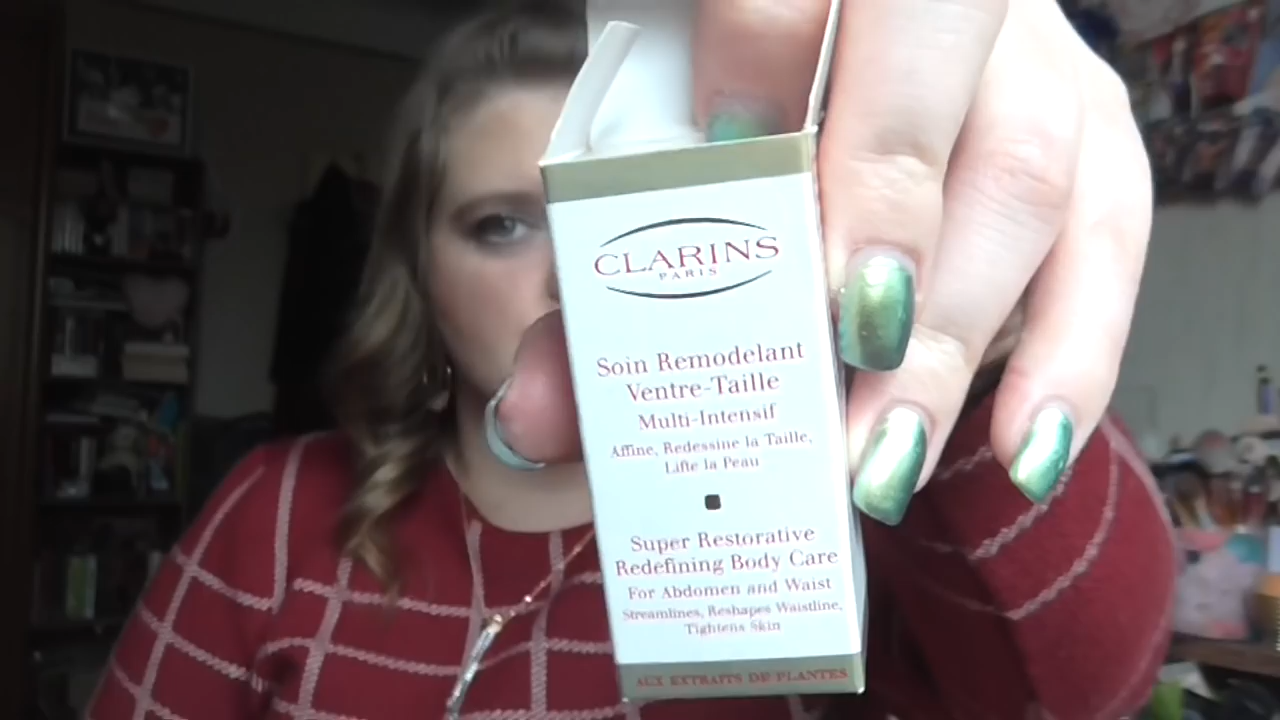 CLARINS
PARIS
Soin Remodelant
Ventre-Taille
Multi-Intensif
Affine, Redessine la Taille,
Lifte la Peau
Super Restorative
Redefining Body Care
For Abdomen and Waist
Streamlines, Reshapes Waistline,
Tightens Skin
AUX EXTRAITS DE PLANTES